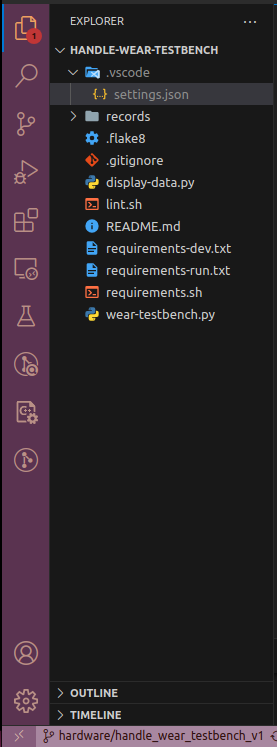 EXPLORER
1
HANDLE-WEAR-TESTBENCH
.vscode
{..} settings.json
records
.flake8
.gitignore
display-data.py
lint.sh
README.md
requirements-dev.txt
requirements-run.txt
requirements.sh
wear-testbench.py
OUTLINE
TIMELINE
hardware/handle_wear_testbench_v1